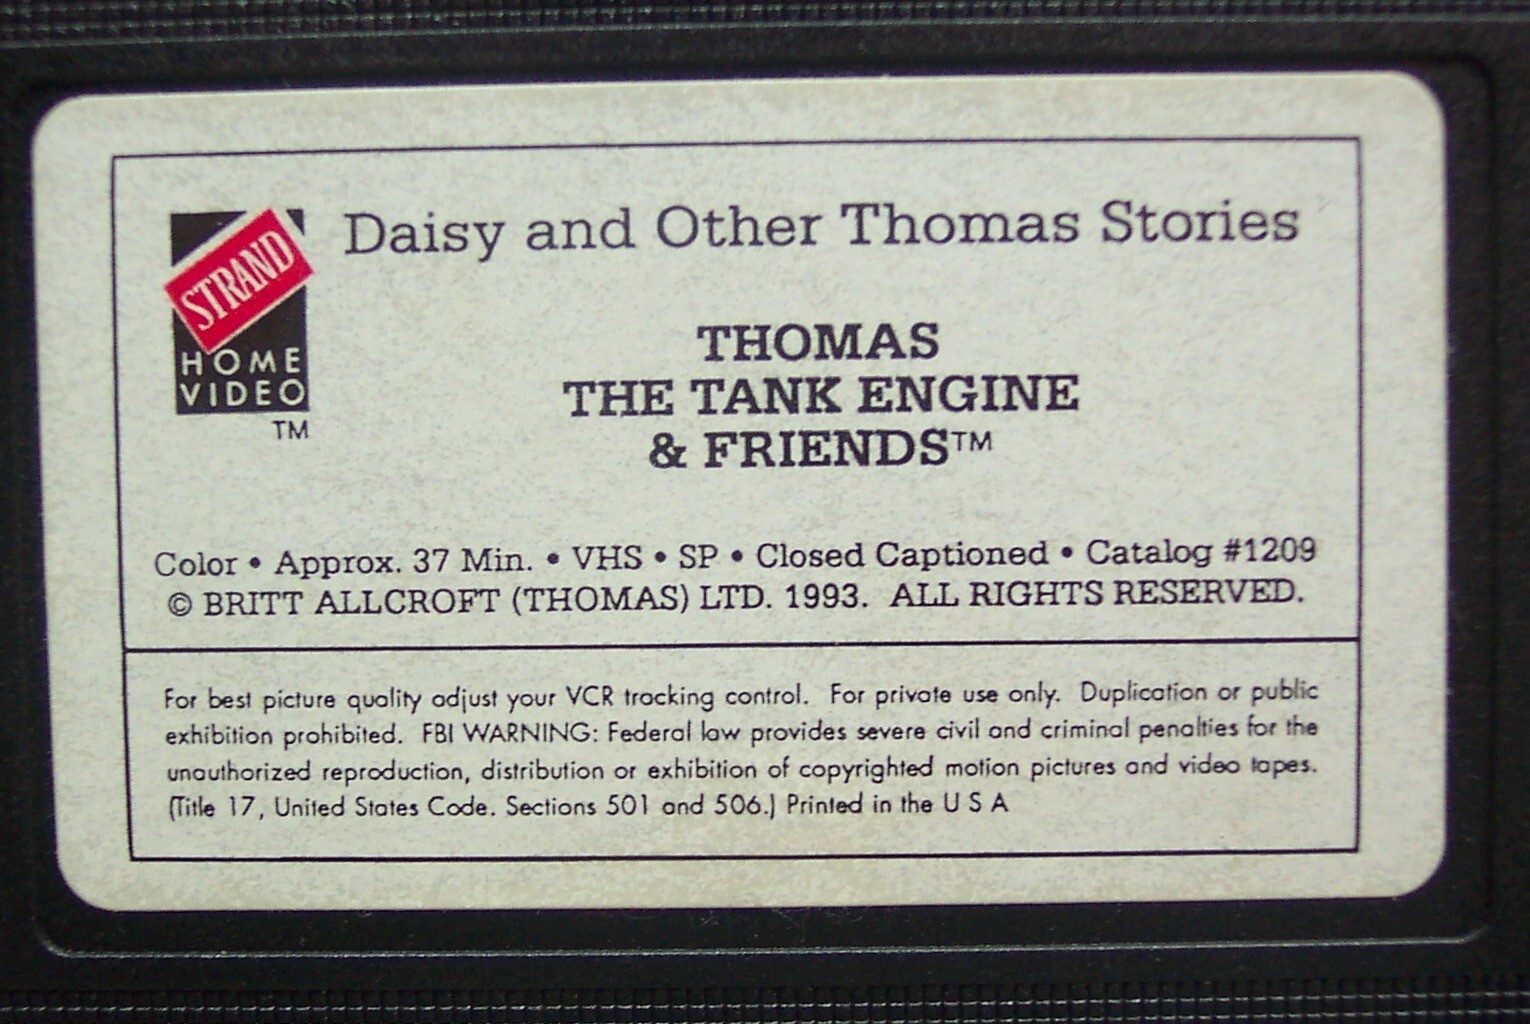 STRAND
HOME
VIDEO
TM
Daisy and Other Thomas Stories
THOMAS
THE TANK ENGINE
& FRIENDS™
Color • Approx. 37 Min. • VHS • SP • Closed Captioned • Catalog #1209
© BRITT ALLCROFT (THOMAS) LTD. 1993. ALL RIGHTS RESERVED.
For best picture quality adjust your VCR tracking control. For private use only. Duplication or public
exhibition prohibited. FBI WARNING: Federal law provides severe civil and criminal penalties for the
unauthorized reproduction, distribution or exhibition of copyrighted motion pictures and video tapes.
(Title 17, United States Code. Sections 501 and 506.) Printed in the U S A